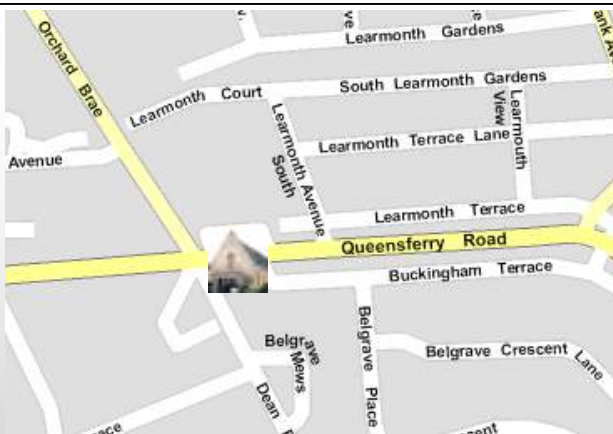 Orchard Brae
Learmonth Gardens
Learmonth Court
South Learmonth Gardens
Learmonth Avenue
South
Learmouth
View
Learmonth Terrace Lane
Avenue
Learmonth Terrace
Queensferry Road
Buckingham Terrace
Belgrave
Mews
Belgrave Place
Belgrave Crescent Lane
Dean